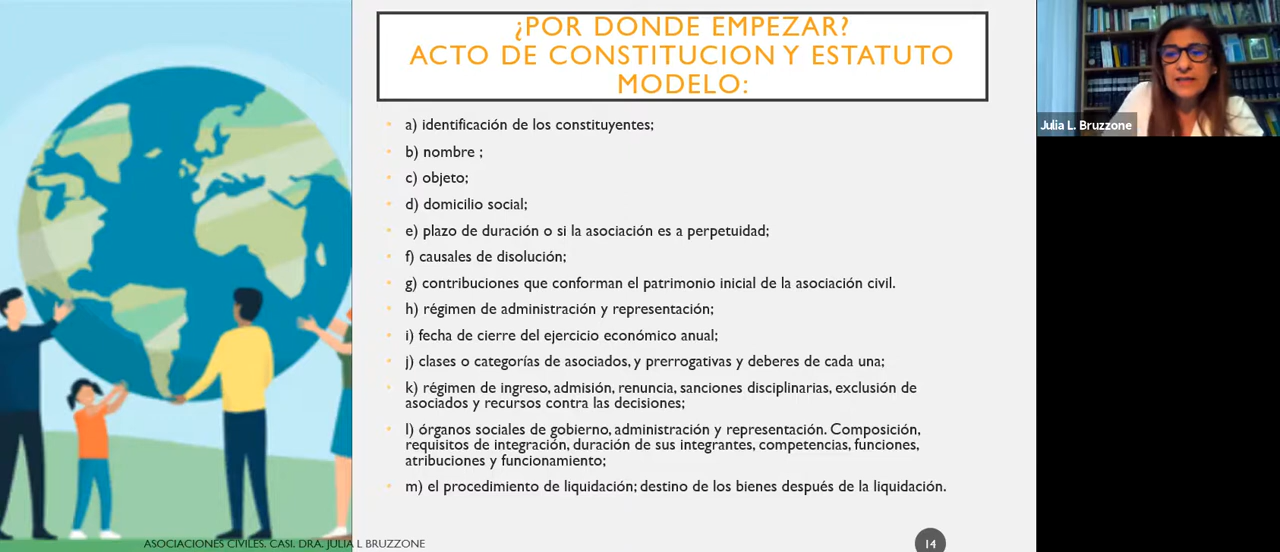 ¿POR DONDE EMPEZAR?
ACTO DE CONSTITUCION Y ESTATUTO
MODELO:
a) identificación de los constituyentes;
b) nombre ;
c) objeto;
d) domicilio social;
e) plazo de duración o si la asociación es a perpetuidad;
f) causales de disolución;
g) contribuciones que conforman el patrimonio inicial de la asociación civil.
h) régimen de administración y representación;
i) fecha de cierre del ejercicio económico anual;
j) clases o categorías de asociados, y prerrogativas y deberes de cada una;
k) régimen de ingreso, admisión, renuncia, sanciones disciplinarias, exclusión de
asociados y recursos contra las decisiones;
l) órganos sociales de gobierno, administración y representación. Composición,
requisitos de integración, duración de sus integrantes, competencias, funciones,
atribuciones y funcionamiento;
m) el procedimiento de liquidación; destino de los bienes después de la liquidación.
ASOCIACIONES CIVILES. CASI. DRA. JULIA L BRUZZONE
14
Julia L. Bruzzone